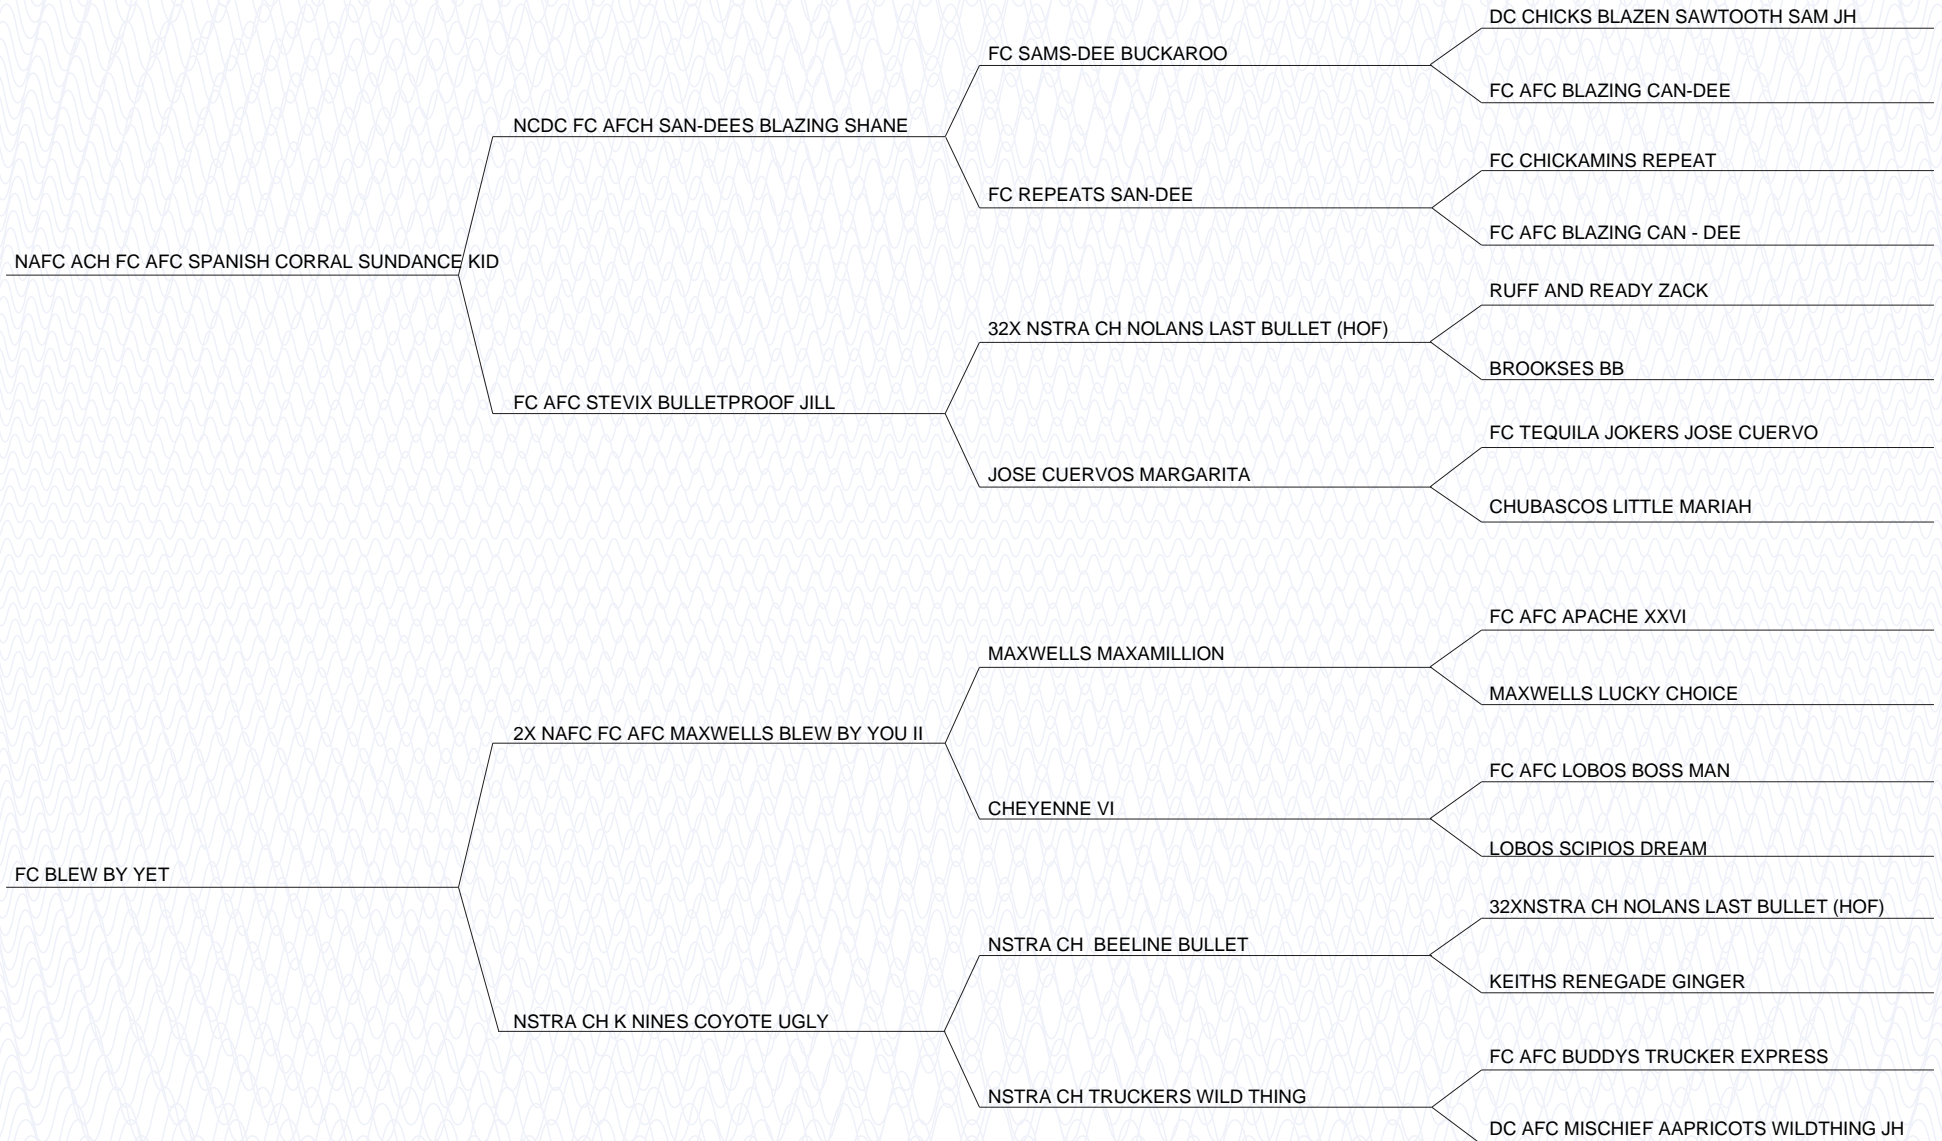 DC CHICKS BLAZEN SAWTOOTH SAM JH
FC SAMS-DEE BUCKAROO
FC AFC BLAZING CAN-DEE
NCDC FC AFCH SAN-DEES BLAZING SHANE
FC CHICKAMINS REPEAT
FC REPEATS SAN-DEE
FC AFC BLAZING CAN - DEE
NAFC ACH FC AFC SPANISH CORRAL SUNDANCE KID
RUFF AND READY ZACK
32X NSTRA CH NOLANS LAST BULLET (HOF)
BROOKSES BB
FC AFC STEVIX BULLETPROOF JILL
FC TEQUILA JOKERS JOSE CUERVO
JOSE CUERVOS MARGARITA
CHUBASCOS LITTLE MARIAH
FC AFC APACHE XXVI
MAXWELLS MAXAMILLION
MAXWELLS LUCKY CHOICE
2X NAFC FC AFC MAXWELLS BLEW BY YOU II
FC AFC LOBOS BOSS MAN
CHEYENNE VI
LOBOS SCIPIOS DREAM
FC BLEW BY YET
32XNSTRA CH NOLANS LAST BULLET (HOF)
NSTRA CH  BEELINE BULLET
KEITHS RENEGADE GINGER
NSTRA CH K NINES COYOTE UGLY
FC AFC BUDDYS TRUCKER EXPRESS
NSTRA CH TRUCKERS WILD THING
DC AFC MISCHIEF AAPRICOTS WILDTHING JH